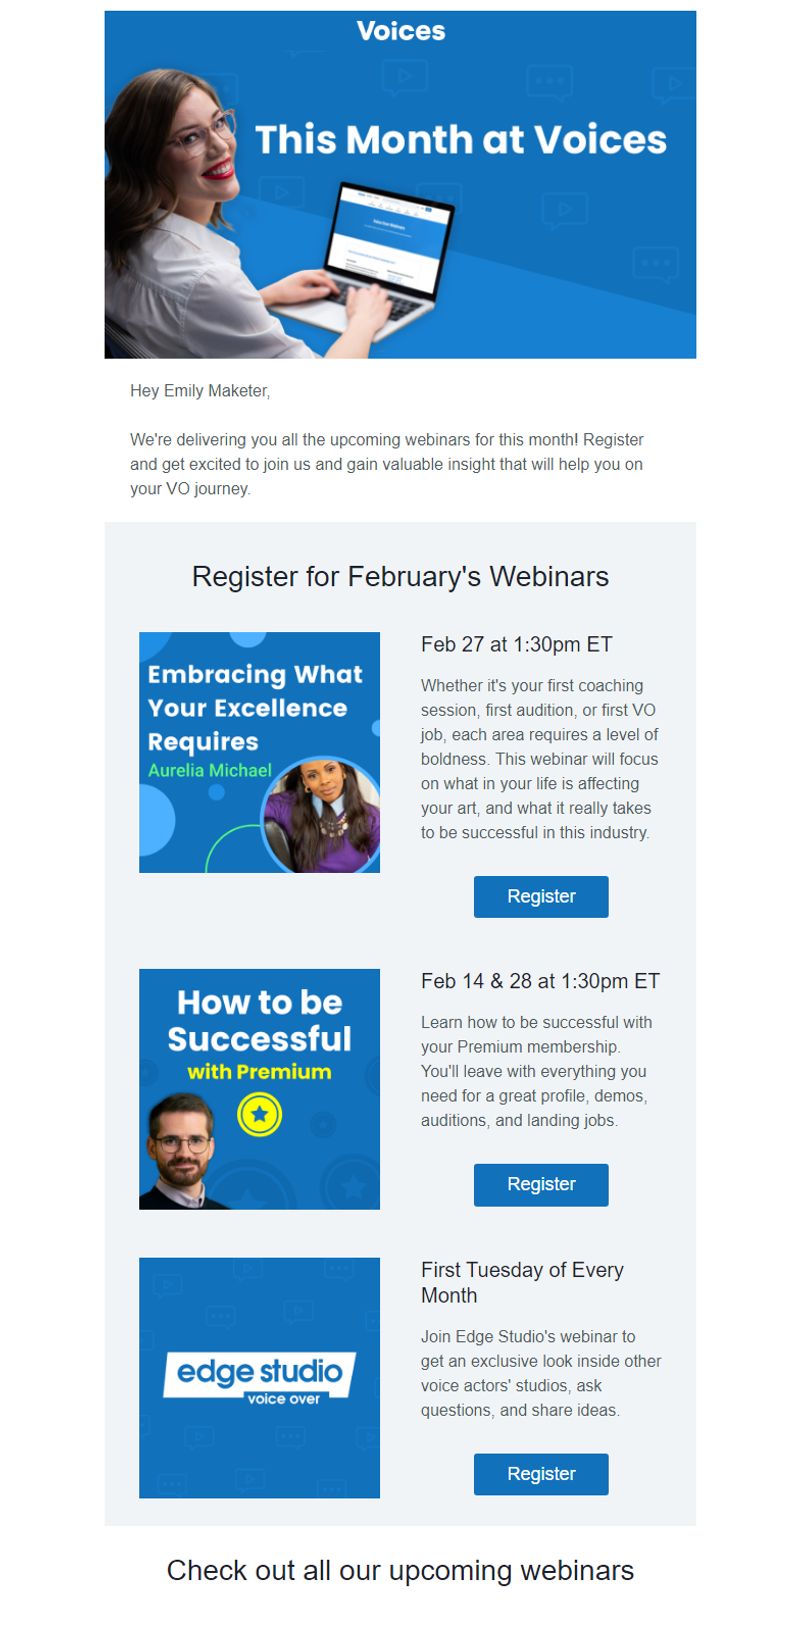 Voices
This Month at Voices
Hey Emily Maketer,
We're delivering you all the upcoming webinars for this month! Register
and get excited to join us and gain valuable insight that will help you on
your VO journey.
Register for February's Webinars
Embracing What
Your Excellence
Requires
Aurelia Michael
Feb 27 at 1:30pm ET
Whether it's your first coaching
session, first audition, or first VO
job, each area requires a level of
boldness. This webinar will focus
on what in your life is affecting
your art, and what it really takes
to be successful in this industry.
Register
How to be
Successful
with Premium
Feb 14 & 28 at 1:30pm ET
Learn how to be successful with
your Premium membership.
You'll leave with everything you
need for a great profile, demos,
auditions, and landing jobs.
Register
edge studio
voice over
First Tuesday of Every
Month
Join Edge Studio's webinar to
get an exclusive look inside other
voice actors' studios, ask
questions, and share ideas.
Register
Check out all our upcoming webinars